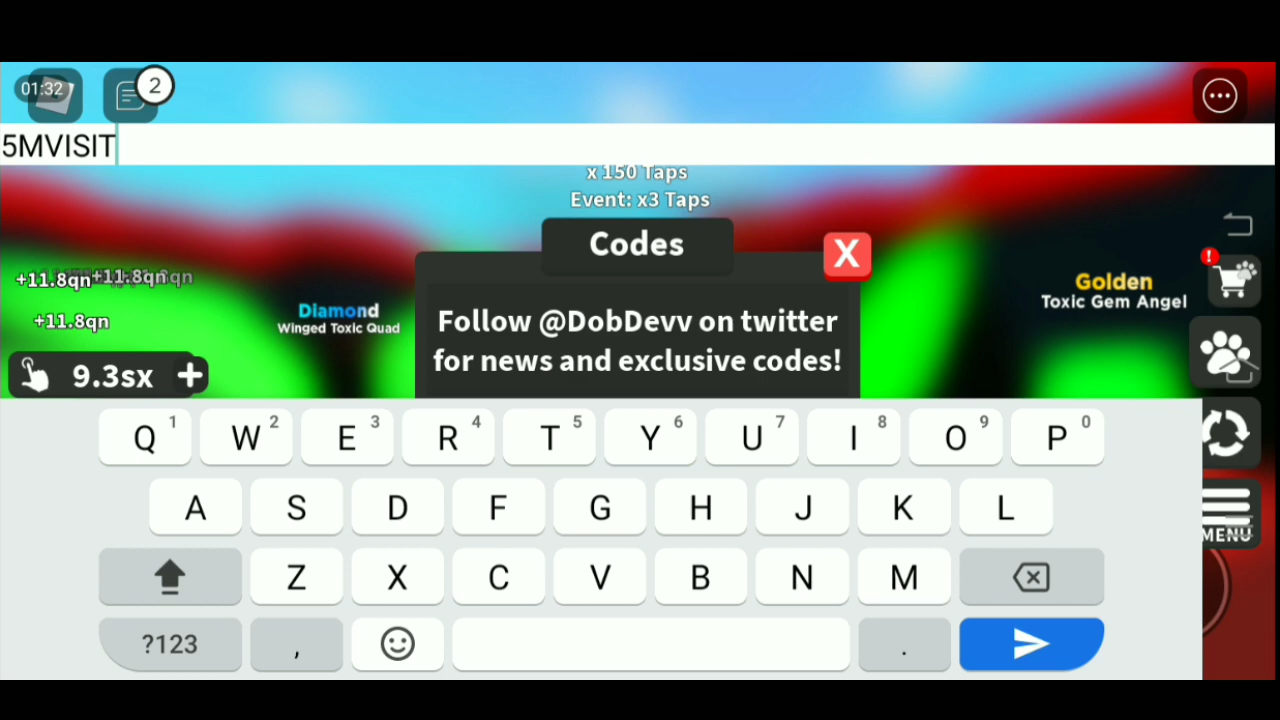 01:32
2
5MVISIT
x 150 Taps
Event: x3 Taps
Codes
X
+11.8qn
+11.8qn
+11.8qn
Diamond
Winged Toxic Quad
Golden
Toxic Gem Angel
Follow @DobDevv on twitter
for news and exclusive codes!
!
9.3sx +
Q 1 W 2 E 3 R 4 T 5 Y 6 U 7 I 8 O 9 P 0
A S D F G H J K L
MENU
Z X C V B N M
?123 , .